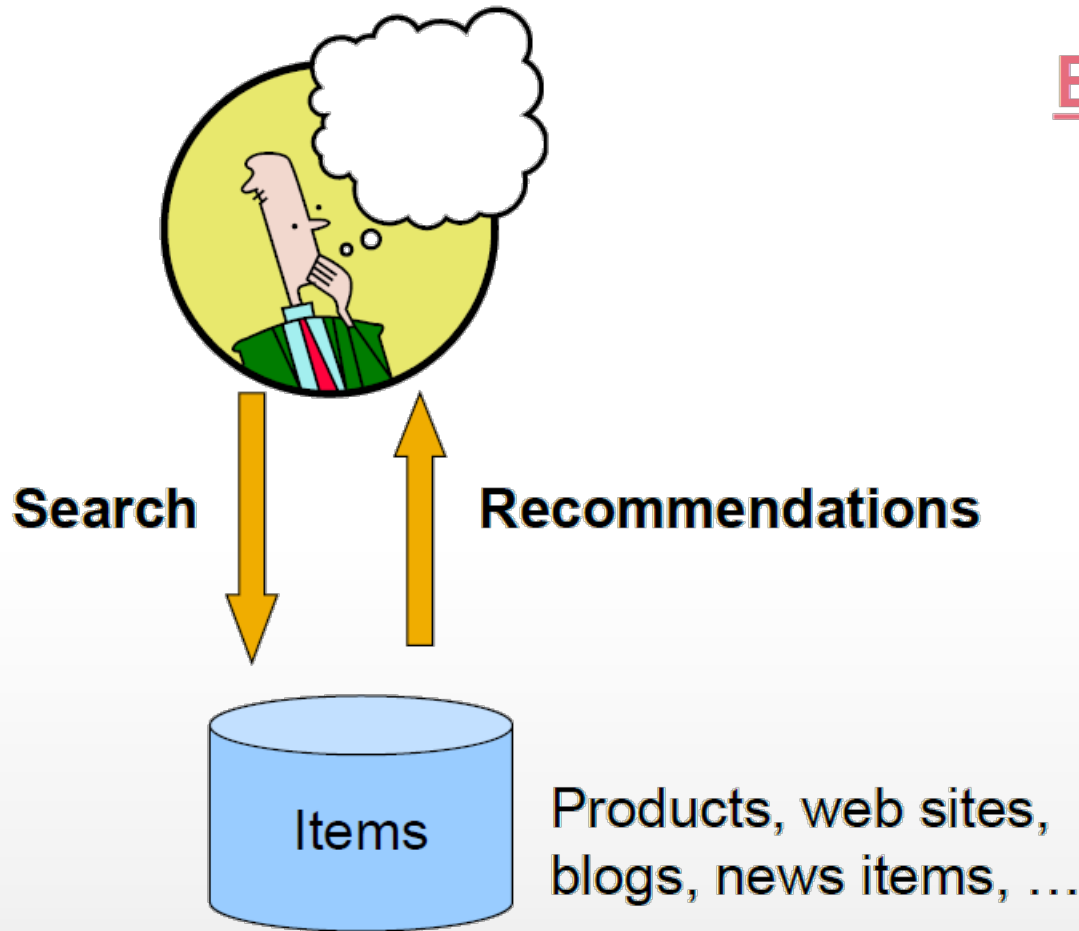 Search
Recommendations
Items
Products, web sites,
blogs, news items, …